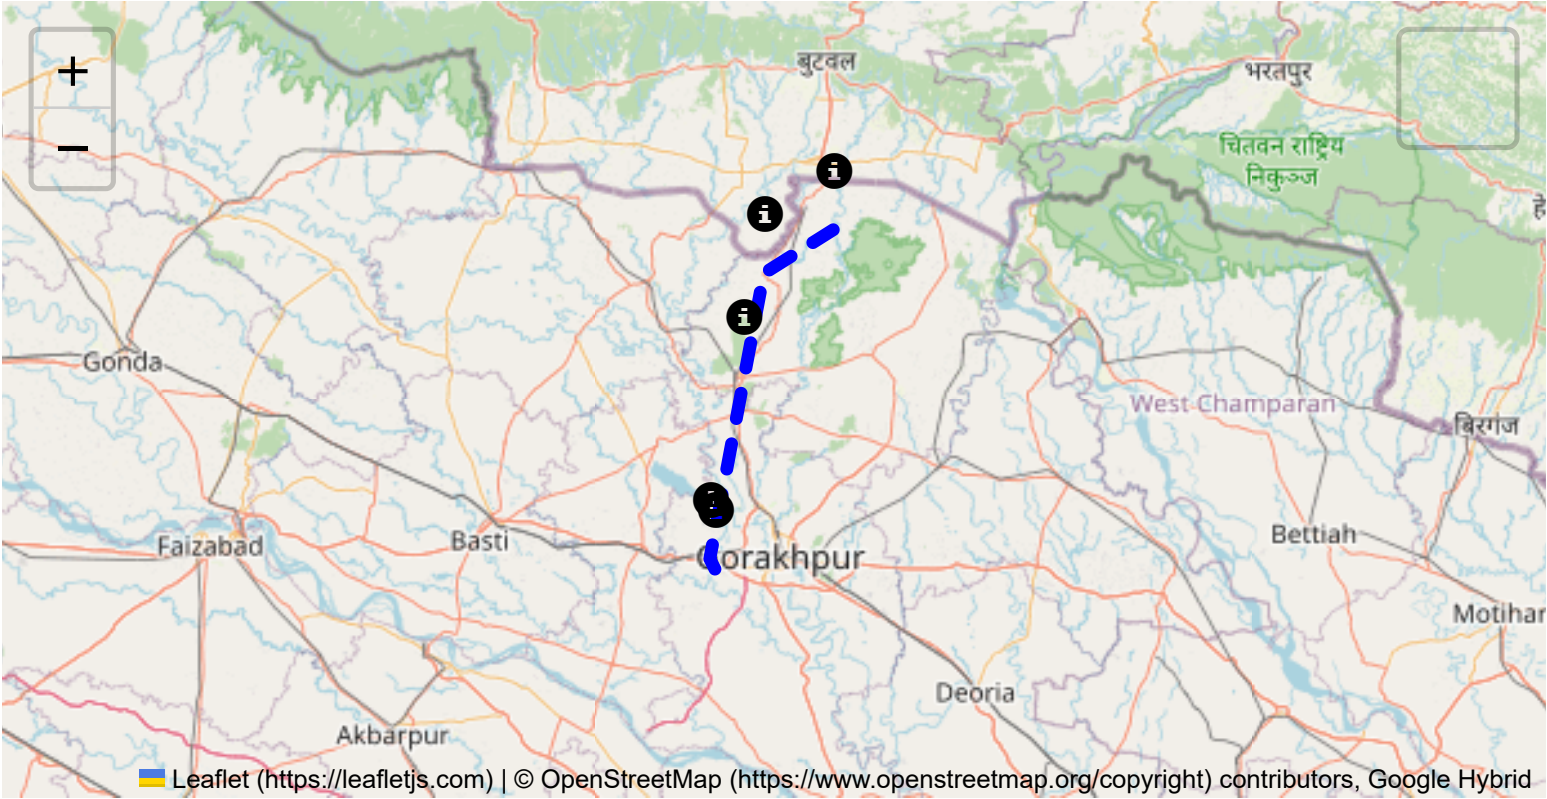 +
−
बुटवल
भरतपुर
चितवन राष्ट्रिय
निकुञ्ज
i
i
हे
i
Gonda
West Champaran
बिरगंज
Gorakhpur
Faizabad
Basti
Bettiah
Motihar
Deoria
Akbarpur
Leaflet (https://leafletjs.com) | © OpenStreetMap (https://www.openstreetmap.org/copyright) contributors, Google Hybrid